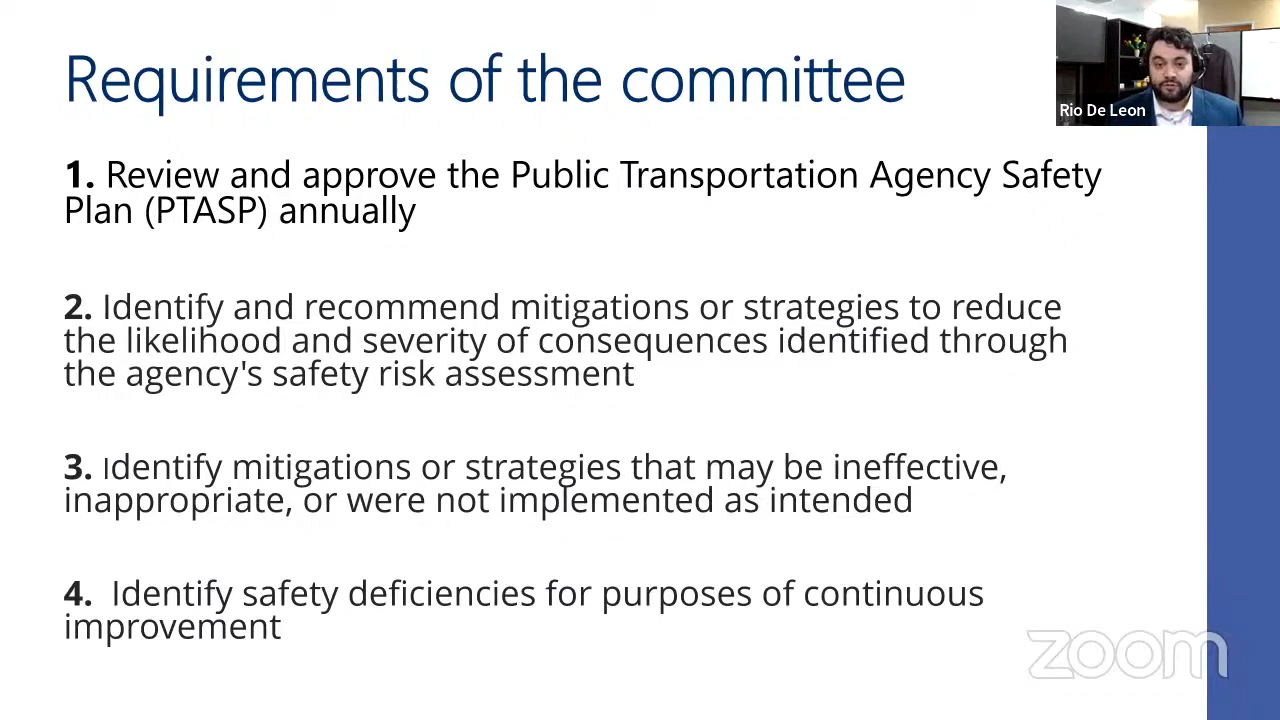 Requirements of the committee
Rio De Leon
1. Review and approve the Public Transportation Agency Safety
Plan (PTASP) annually
2. Identify and recommend mitigations or strategies to reduce
the likelihood and severity of consequences identified through
the agency's safety risk assessment
3. Identify mitigations or strategies that may be ineffective,
inappropriate, or were not implemented as intended
4. Identify safety deficiencies for purposes of continuous
improvement
zoom